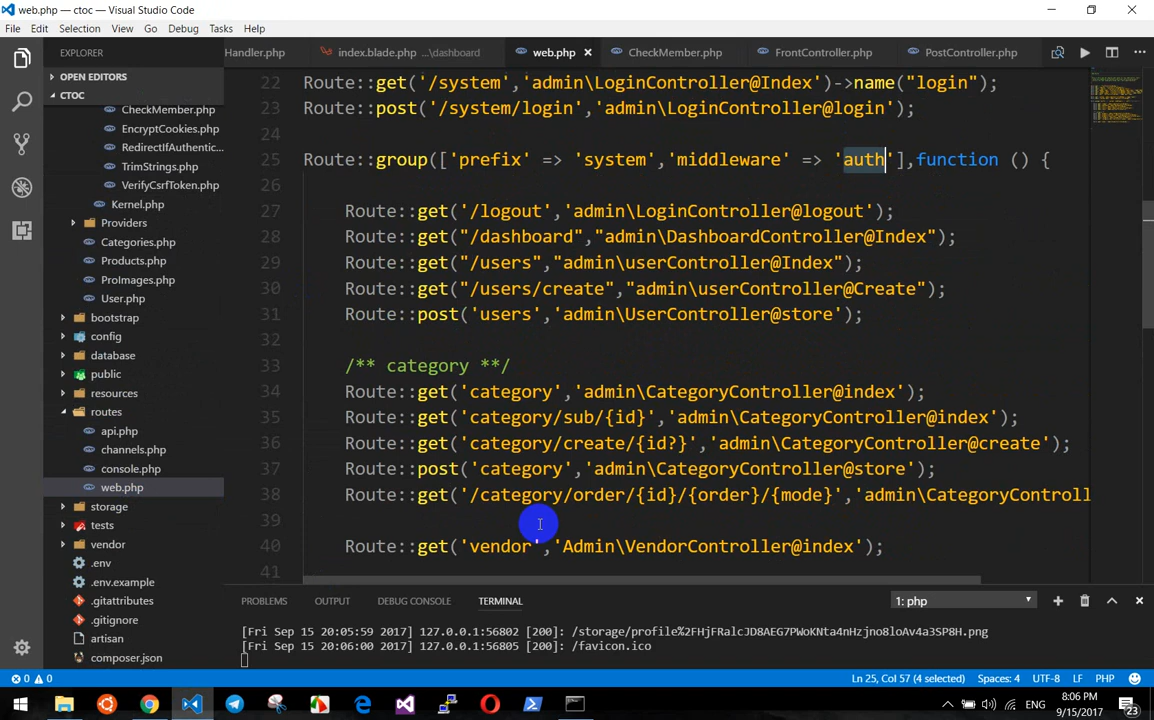 web.php — ctoc — Visual Studio Code
File Edit Selection View Go Debug Tasks Help
EXPLORER
Handler.php index.blade.php ...\dashboard web.php CheckMember.php FrontController.php PostController.php
OPEN EDITORS
CTOC
CheckMember.php
EncryptCookies.php
RedirectIfAuthentic...
TrimStrings.php
VerifyCsrfToken.php
Kernel.php
Providers
Categories.php
Products.php
ProImages.php
User.php
bootstrap
config
database
public
resources
routes
api.php
channels.php
console.php
web.php
storage
tests
vendor
.env
.env.example
.gitattributes
.gitignore
artisan
composer.json
22 Route::get('/system','admin\LoginController@Index')->name("login");
23 Route::post('/system/login','admin\LoginController@login');
24
25 Route::group(['prefix' => 'system','middleware' => 'auth'],function () {
26
27 Route::get('/logout','admin\LoginController@logout');
28 Route::get("/dashboard","admin\DashboardController@Index");
29 Route::get("/users","admin\userController@Index");
30 Route::get("/users/create","admin\userController@Create");
31 Route::post('users','admin\UserController@store');
32
33 /** category **/
34 Route::get('category','admin\CategoryController@index');
35 Route::get('category/sub/{id}','admin\CategoryController@index');
36 Route::get('category/create/{id?}','admin\CategoryController@create');
37 Route::post('category','admin\CategoryController@store');
38 Route::get('/category/order/{id}/{order}/{mode}','admin\CategoryControll
39
40 Route::get('vendor','Admin\VendorController@index');
41
PROBLEMS OUTPUT DEBUG CONSOLE TERMINAL 1: php
[Fri Sep 15 20:05:59 2017] 127.0.0.1:56802 [200]: /storage/profile%2FHjFRalcJD8AEG7PWoKNta4nHzjno8loAv4a3SP8H.png
[Fri Sep 15 20:06:00 2017] 127.0.0.1:56805 [200]: /favicon.ico
0 0 Ln 25, Col 57 (4 selected) Spaces: 4 UTF-8 LF PHP
ENG 8:06 PM
9/15/2017
23